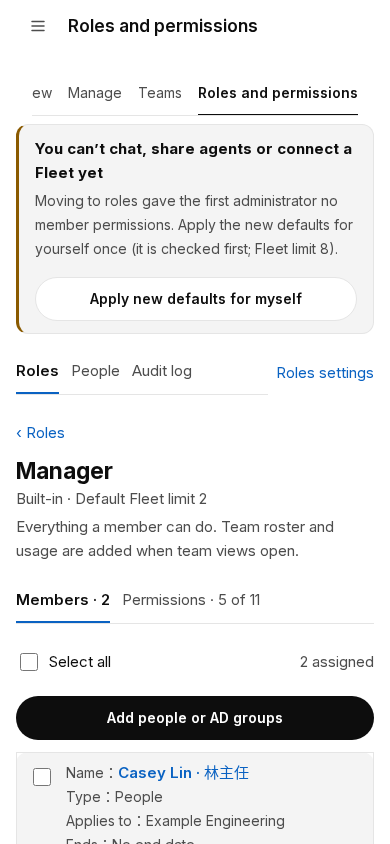 Roles and permissions
ew Manage Teams Roles and permissions
You can’t chat, share agents or connect a
Fleet yet
Moving to roles gave the first administrator no
member permissions. Apply the new defaults for
yourself once (it is checked first; Fleet limit 8).
Apply new defaults for myself
Roles People Audit log Roles settings
‹ Roles
Manager
Built-in · Default Fleet limit 2
Everything a member can do. Team roster and
usage are added when team views open.
Members · 2 Permissions · 5 of 11
Select all 2 assigned
Add people or AD groups
Name：Casey Lin · 林主任
Type：People
Applies to：Example Engineering
Ends：No end date